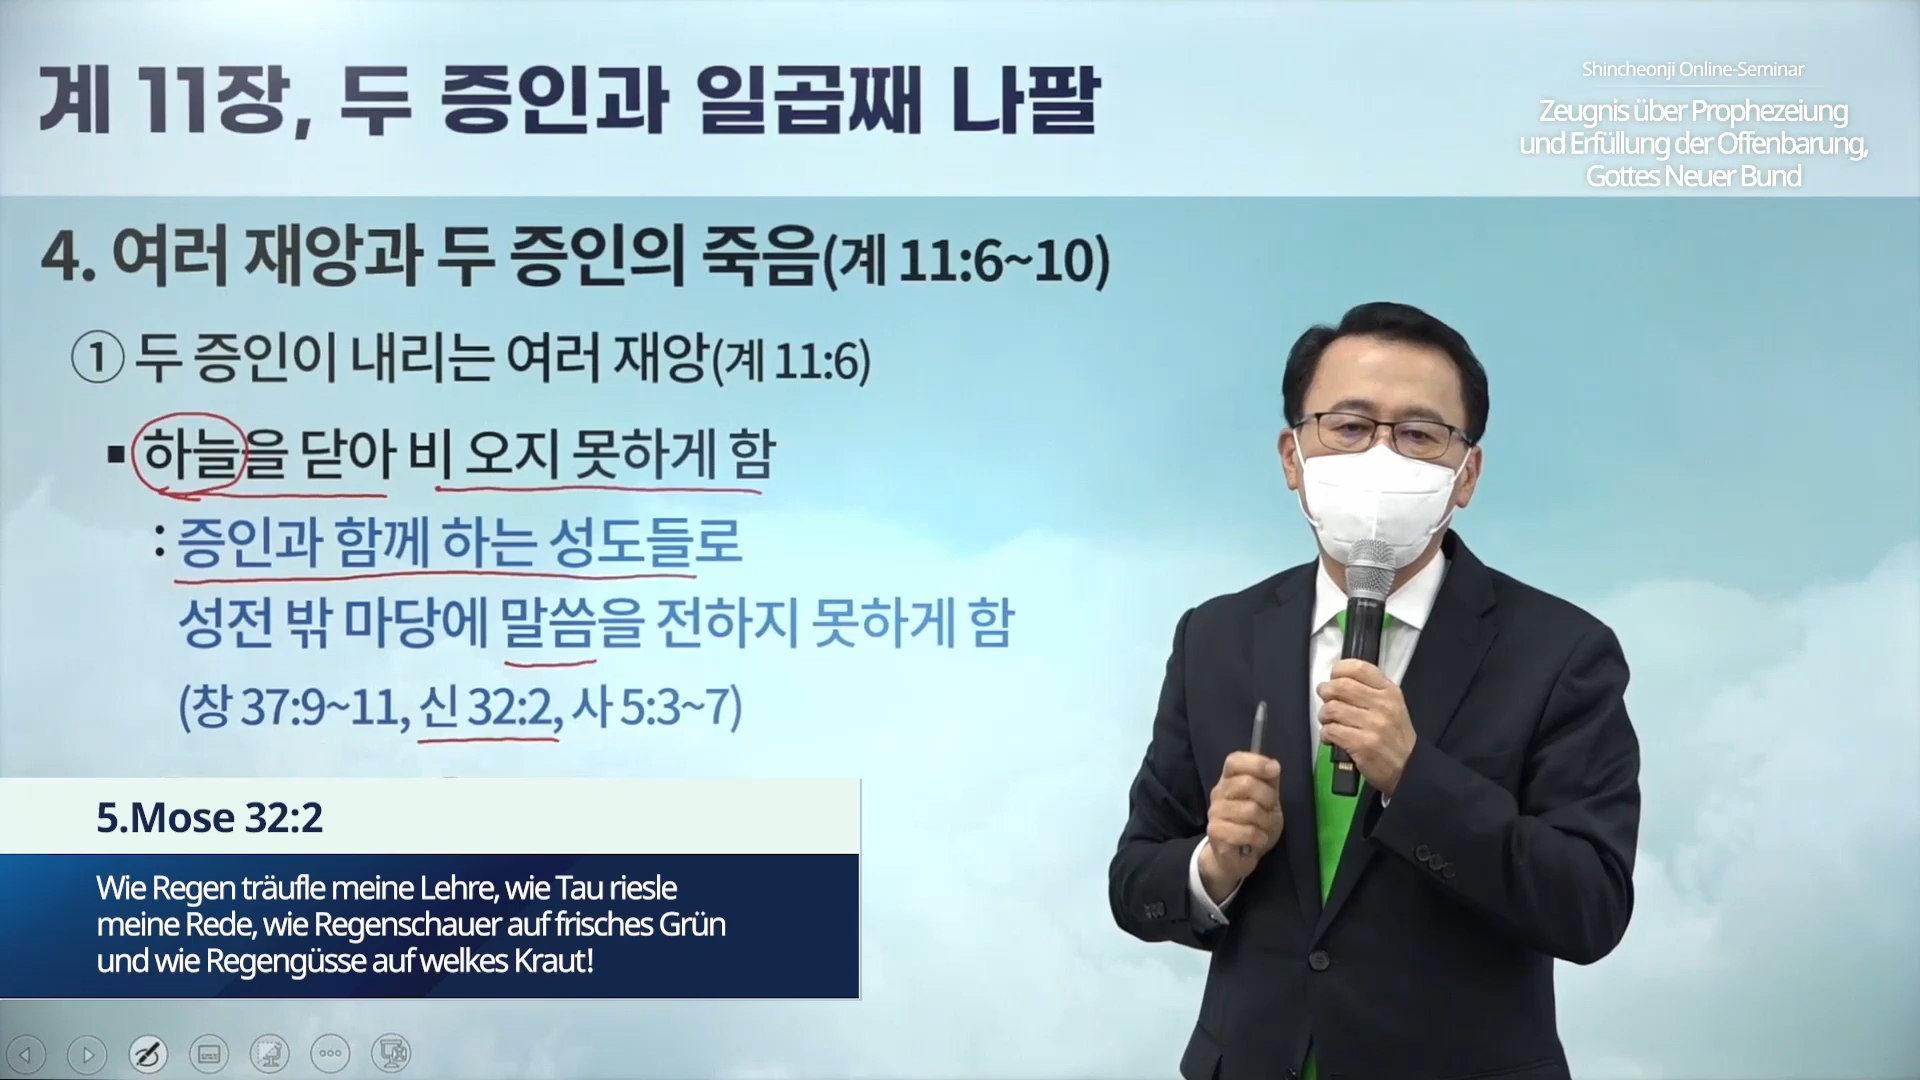 계 11장, 두 증인과 일곱째 나팔
Shincheonji Online-Seminar
Zeugnis über Prophezeiung
und Erfüllung der Offenbarung,
Gottes Neuer Bund
4. 여러 재앙과 두 증인의 죽음(계 11:6~10)
① 두 증인이 내리는 여러 재앙(계 11:6)
▪ 하늘을 닫아 비 오지 못하게 함
: 증인과 함께 하는 성도들로
성전 밖 마당에 말씀을 전하지 못하게 함
(창 37:9~11, 신 32:2, 사 5:3~7)
5.Mose 32:2
Wie Regen träufle meine Lehre, wie Tau riesle
meine Rede, wie Regenschauer auf frisches Grün
und wie Regengüsse auf welkes Kraut!